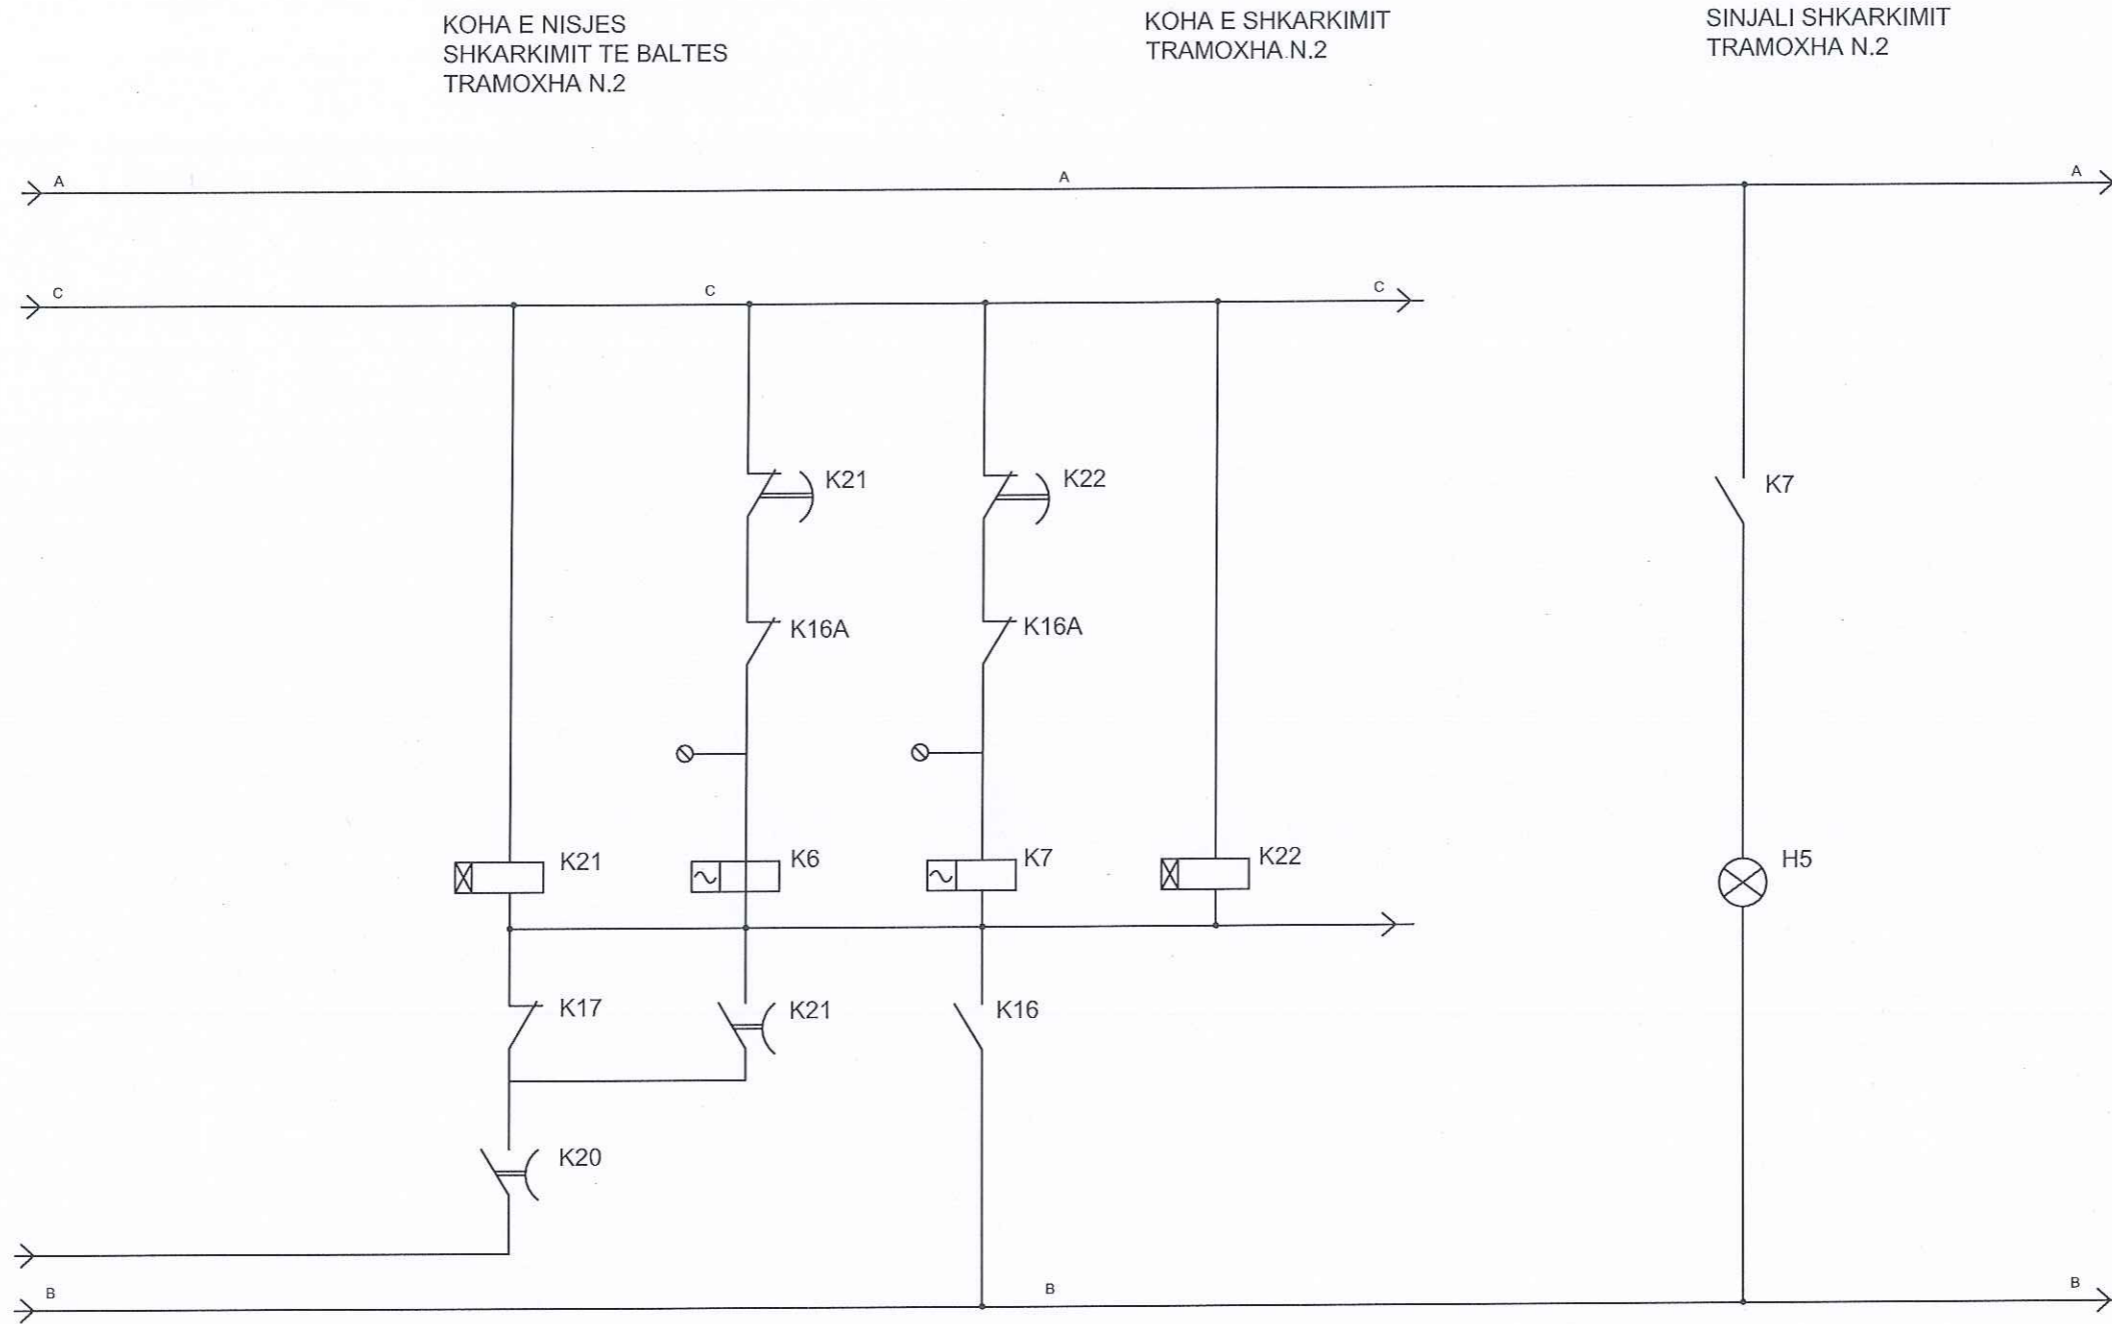 KOHA E NISJES
SHKARKIMIT TE BALTES
TRAMOXHA N.2
KOHA E SHKARKIMIT
TRAMOXHA N.2
SINJALI SHKARKIMIT
TRAMOXHA N.2
A
A
A
C
C
C
K21
K22
K7
K16A
K16A
K21
K6
K7
K22
H5
K17
K21
K16
K20
B
B
B